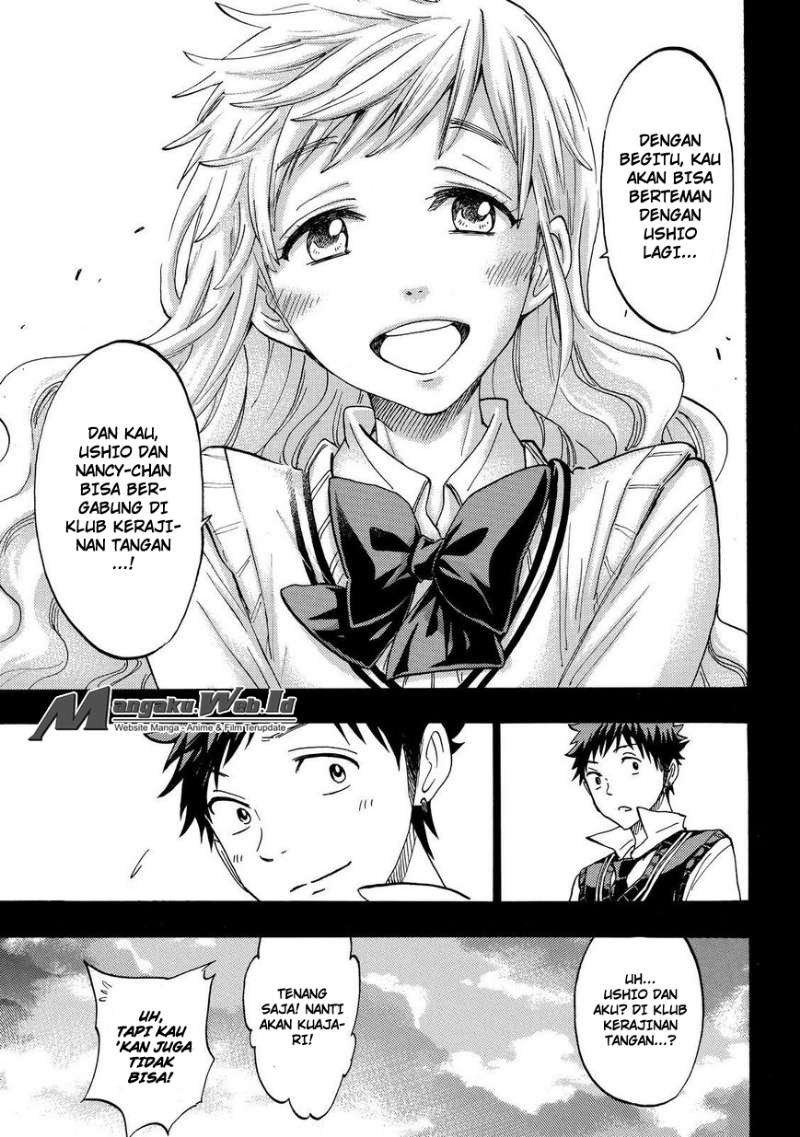 DENGAN
BEGITU, KAU
AKAN BISA
BERTEMAN
DENGAN
USHIO
LAGI...
DAN KAU,
USHIO DAN
NANCY-CHAN
BISA BER-
GABUNG DI
KLUB KERAJI-
NAN TANGAN
...!
Mangaku.Web.Id
Website Manga - Anime & Film Terupdate
UH...
USHIO DAN
AKU? DI KLUB
KERAJINAN
TANGAN...?
TENANG
SAJA! NANTI
AKAN KUAJA-
RI!
UH,
TAPI KAU
'KAN JUGA
TIDAK
BISA!